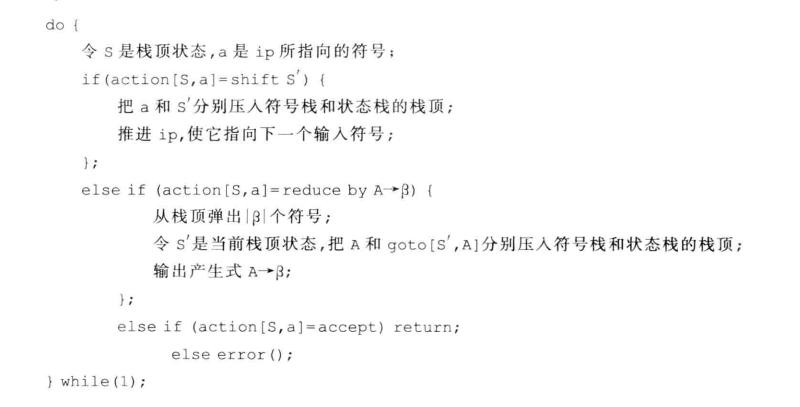 do {
令 S 是栈顶状态,a 是 ip 所指向的符号;
if(action[S,a]=shift S′) {
把 a 和 S′分别压入符号栈和状态栈的栈顶;
推进 ip,使它指向下一个输入符号;
};
else if (action[S,a]=reduce by A→β) {
从栈顶弹出|β|个符号;
令 S′是当前栈顶状态,把 A 和 goto[S′,A]分别压入符号栈和状态栈的栈顶;
输出产生式 A→β;
};
else if (action[S,a]=accept) return;
else error();
} while(1);